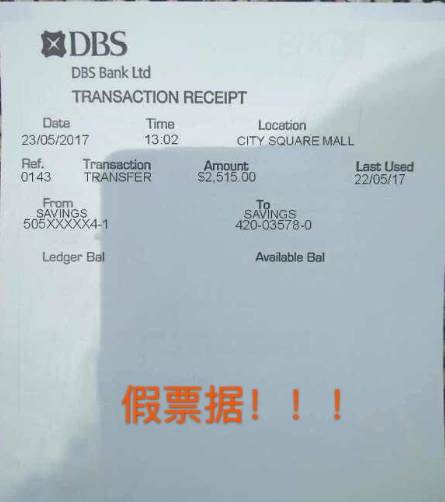 DBS
DBS Bank Ltd
TRANSACTION RECEIPT
Date Time Location
23/05/2017 13:02 CITY SQUARE MALL
Ref. Transaction Amount Last Used
0143 TRANSFER $2,515.00 22/05/17
From To
SAVINGS SAVINGS
505XXXXX4-1 420-03578-0
Ledger Bal Available Bal
假票据！！！